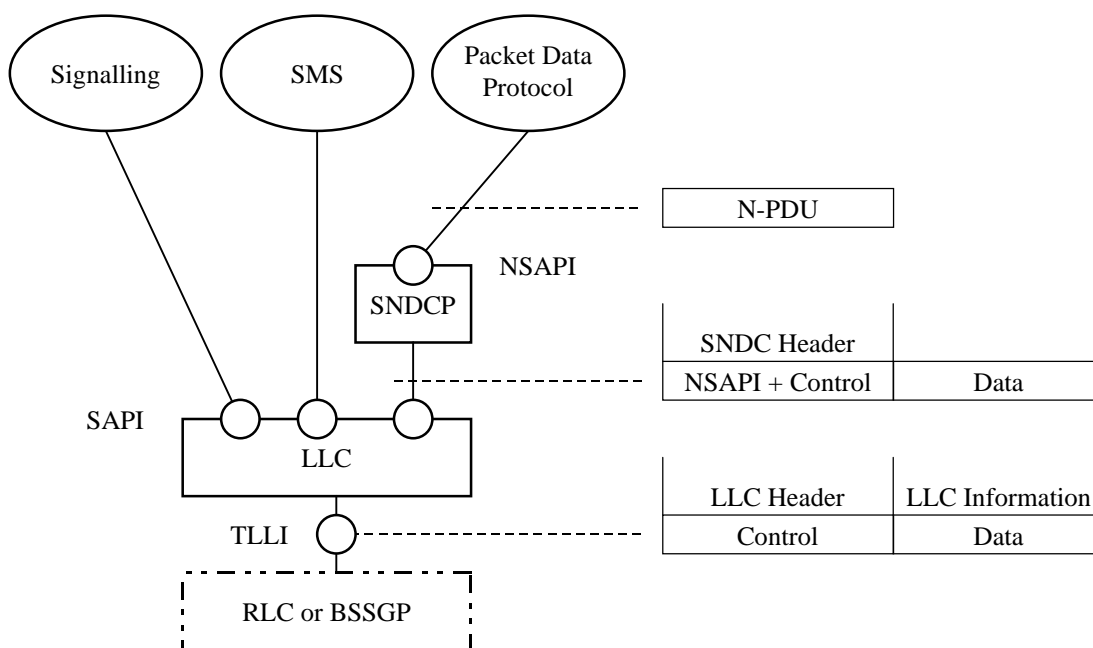 Signalling
SMS
Packet Data
Protocol
N-PDU
NSAPI
SNDCP
SNDC Header
NSAPI + Control
Data
SAPI
LLC
LLC Header
LLC Information
TLLI
Control
Data
RLC or BSSGP